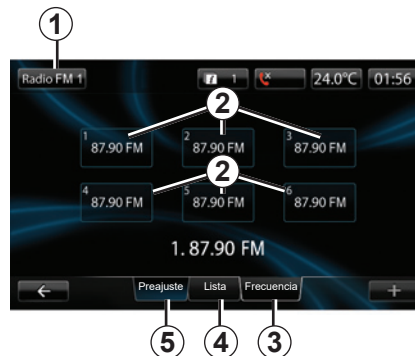 1
Radio FM 1 1 24.0°C 01:56
2
1 87.90 FM 2 87.90 FM 3 87.90 FM
2
4 87.90 FM 5 87.90 FM 6 87.90 FM
1. 87.90 FM
Preajuste Lista Frecuencia
5 4 3